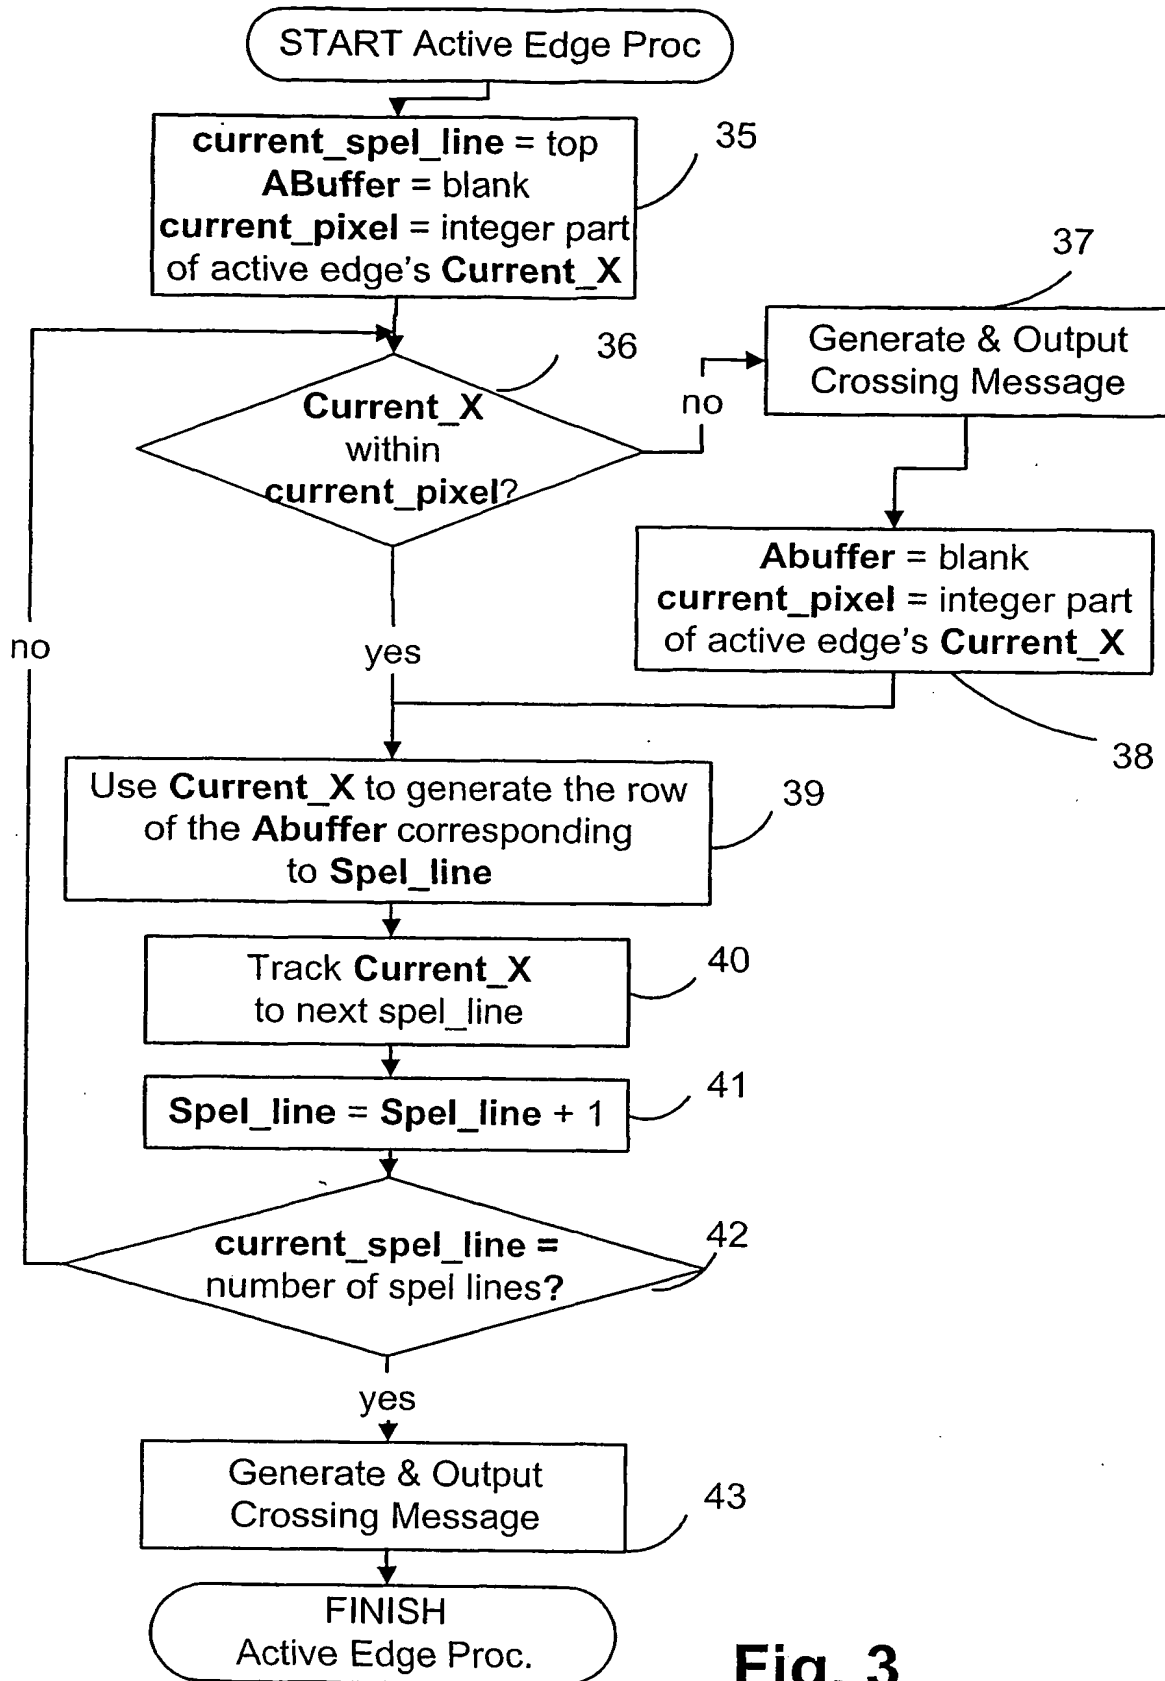 START Active Edge Proc
current_spel_line = top
ABuffer = blank
current_pixel = integer part
of active edge's Current_X
35
37
Generate & Output
Crossing Message
36
Current_X
within
current_pixel?
no
Abuffer = blank
current_pixel = integer part
of active edge's Current_X
38
no
yes
Use Current_X to generate the row
of the Abuffer corresponding
to Spel_line
39
Track Current_X
to next spel_line
40
Spel_line = Spel_line + 1
41
current_spel_line =
number of spel lines?
42
yes
Generate & Output
Crossing Message
43
FINISH
Active Edge Proc.
Fig. 3